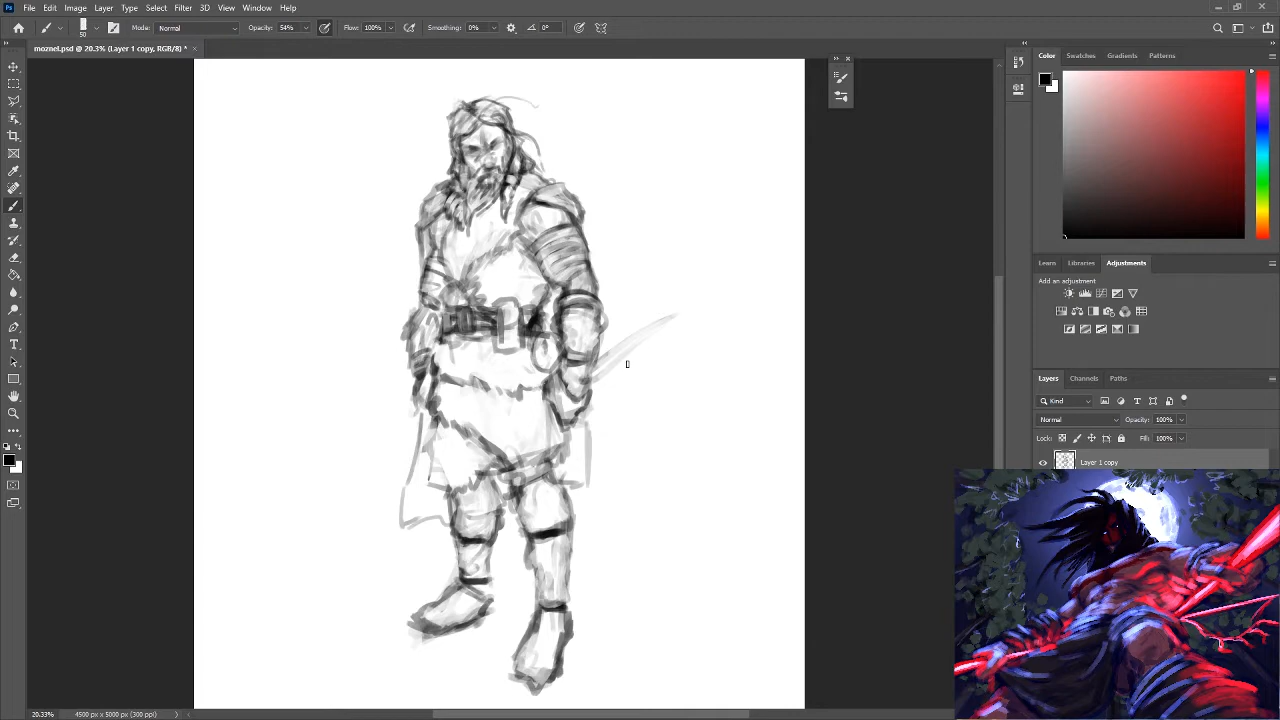 File Edit Image Layer Type Select Filter 3D View Window Help
50 Mode: Normal Opacity: 54% Flow: 100% Smoothing: 0% 0°
moznei.psd @ 20.3% (Layer 1 copy, RGB/8) *
Color Swatches Gradients Patterns
Learn Libraries Adjustments
Add an adjustment
Layers Channels Paths
Kind
Normal Opacity: 100%
Lock: Fill: 100%
Layer 1 copy
20.33% 4500 px x 5000 px (300 ppi)